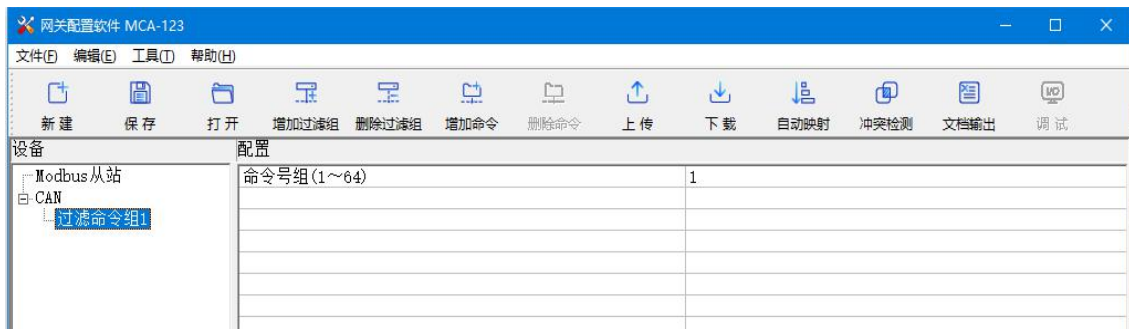 网关配置软件 MCA-123
文件(F) 编辑(E) 工具(T) 帮助(H)
新建 保存 打开 增加过滤组 删除过滤组 增加命令 删除命令 上传 下载 自动映射 冲突检测 文档输出 调试
设备 配置
Modbus从站 命令号组(1～64) 1
CAN
过滤命令组1